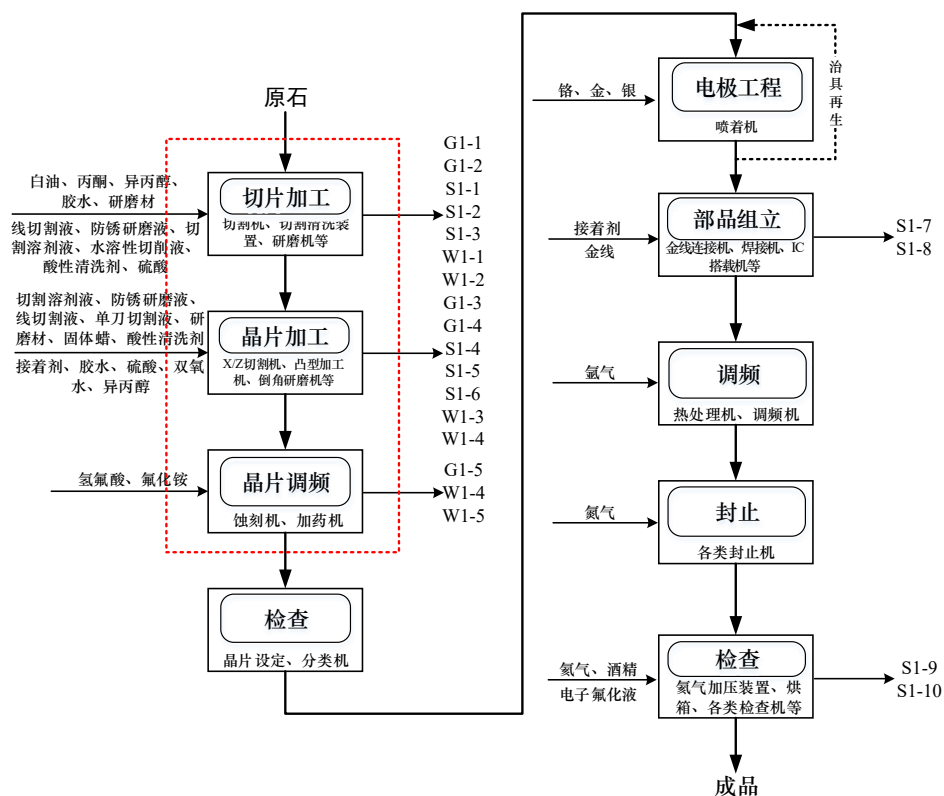 原石
白油、丙酮、异丙醇、
胶水、研磨材
线切割液、防锈研磨液、切
割溶剂液、水溶性切削液、
酸性清洗剂、硫酸
切片加工
切割机、切割清洗装
置、研磨机等
G1-1
G1-2
S1-1
S1-2
S1-3
W1-1
W1-2
切割溶剂液、防锈研磨液、
线切割液、单刀切割液、研
磨材、固体蜡、酸性清洗剂
接着剂、胶水、硫酸、双氧
水、异丙醇
晶片加工
X/Z切割机、凸型加工
机、倒角研磨机等
G1-3
G1-4
S1-4
S1-5
S1-6
W1-3
W1-4
氢氟酸、氟化铵
晶片调频
蚀刻机、加药机
G1-5
W1-4
W1-5
检查
晶片设定、分类机
铬、金、银
电极工程
喷着机
治具再生
接着剂
金线
部品组立
金线连接机、焊接机、IC
搭载机等
S1-7
S1-8
氩气
调频
热处理机、调频机
氮气
封止
各类封止机
氦气、酒精
电子氟化液
检查
氦气加压装置、烘
箱、各类检查机等
S1-9
S1-10
成品